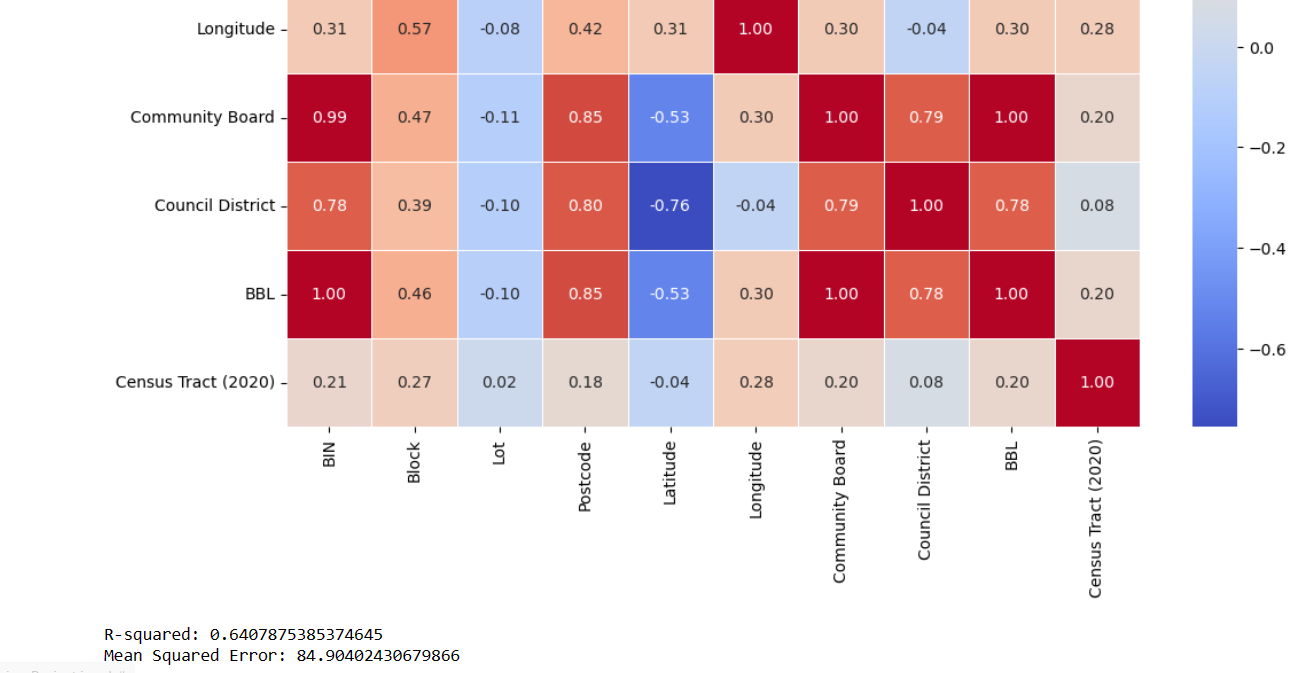 Longitude 0.31 0.57 -0.08 0.42 0.31 1.00 0.30 -0.04 0.30 0.28
0.0
Community Board 0.99 0.47 -0.11 0.85 -0.53 0.30 1.00 0.79 1.00 0.20
−0.2
Council District 0.78 0.39 -0.10 0.80 -0.76 -0.04 0.79 1.00 0.78 0.08
−0.4
BBL 1.00 0.46 -0.10 0.85 -0.53 0.30 1.00 0.78 1.00 0.20
−0.6
Census Tract (2020) 0.21 0.27 0.02 0.18 -0.04 0.28 0.20 0.08 0.20 1.00
BIN
Block
Lot
Postcode
Latitude
Longitude
Community Board
Council District
BBL
Census Tract (2020)
R-squared: 0.6407875385374645
Mean Squared Error: 84.90402430679866